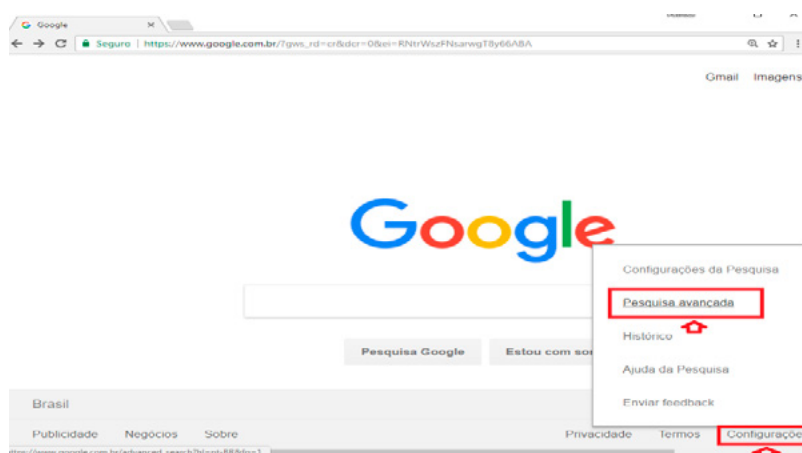 Google
Seguro | https://www.google.com.br/?gws_rd=cr&dcr=0&ei=RNtrWszFNsarwgT8y66ABA
Gmail Imagens
Google
Configurações da Pesquisa
Pesquisa avançada
Histórico
Pesquisa Google Estou com sor
Ajuda da Pesquisa
Enviar feedback
Brasil
Publicidade Negócios Sobre Privacidade Termos Configuraçõe